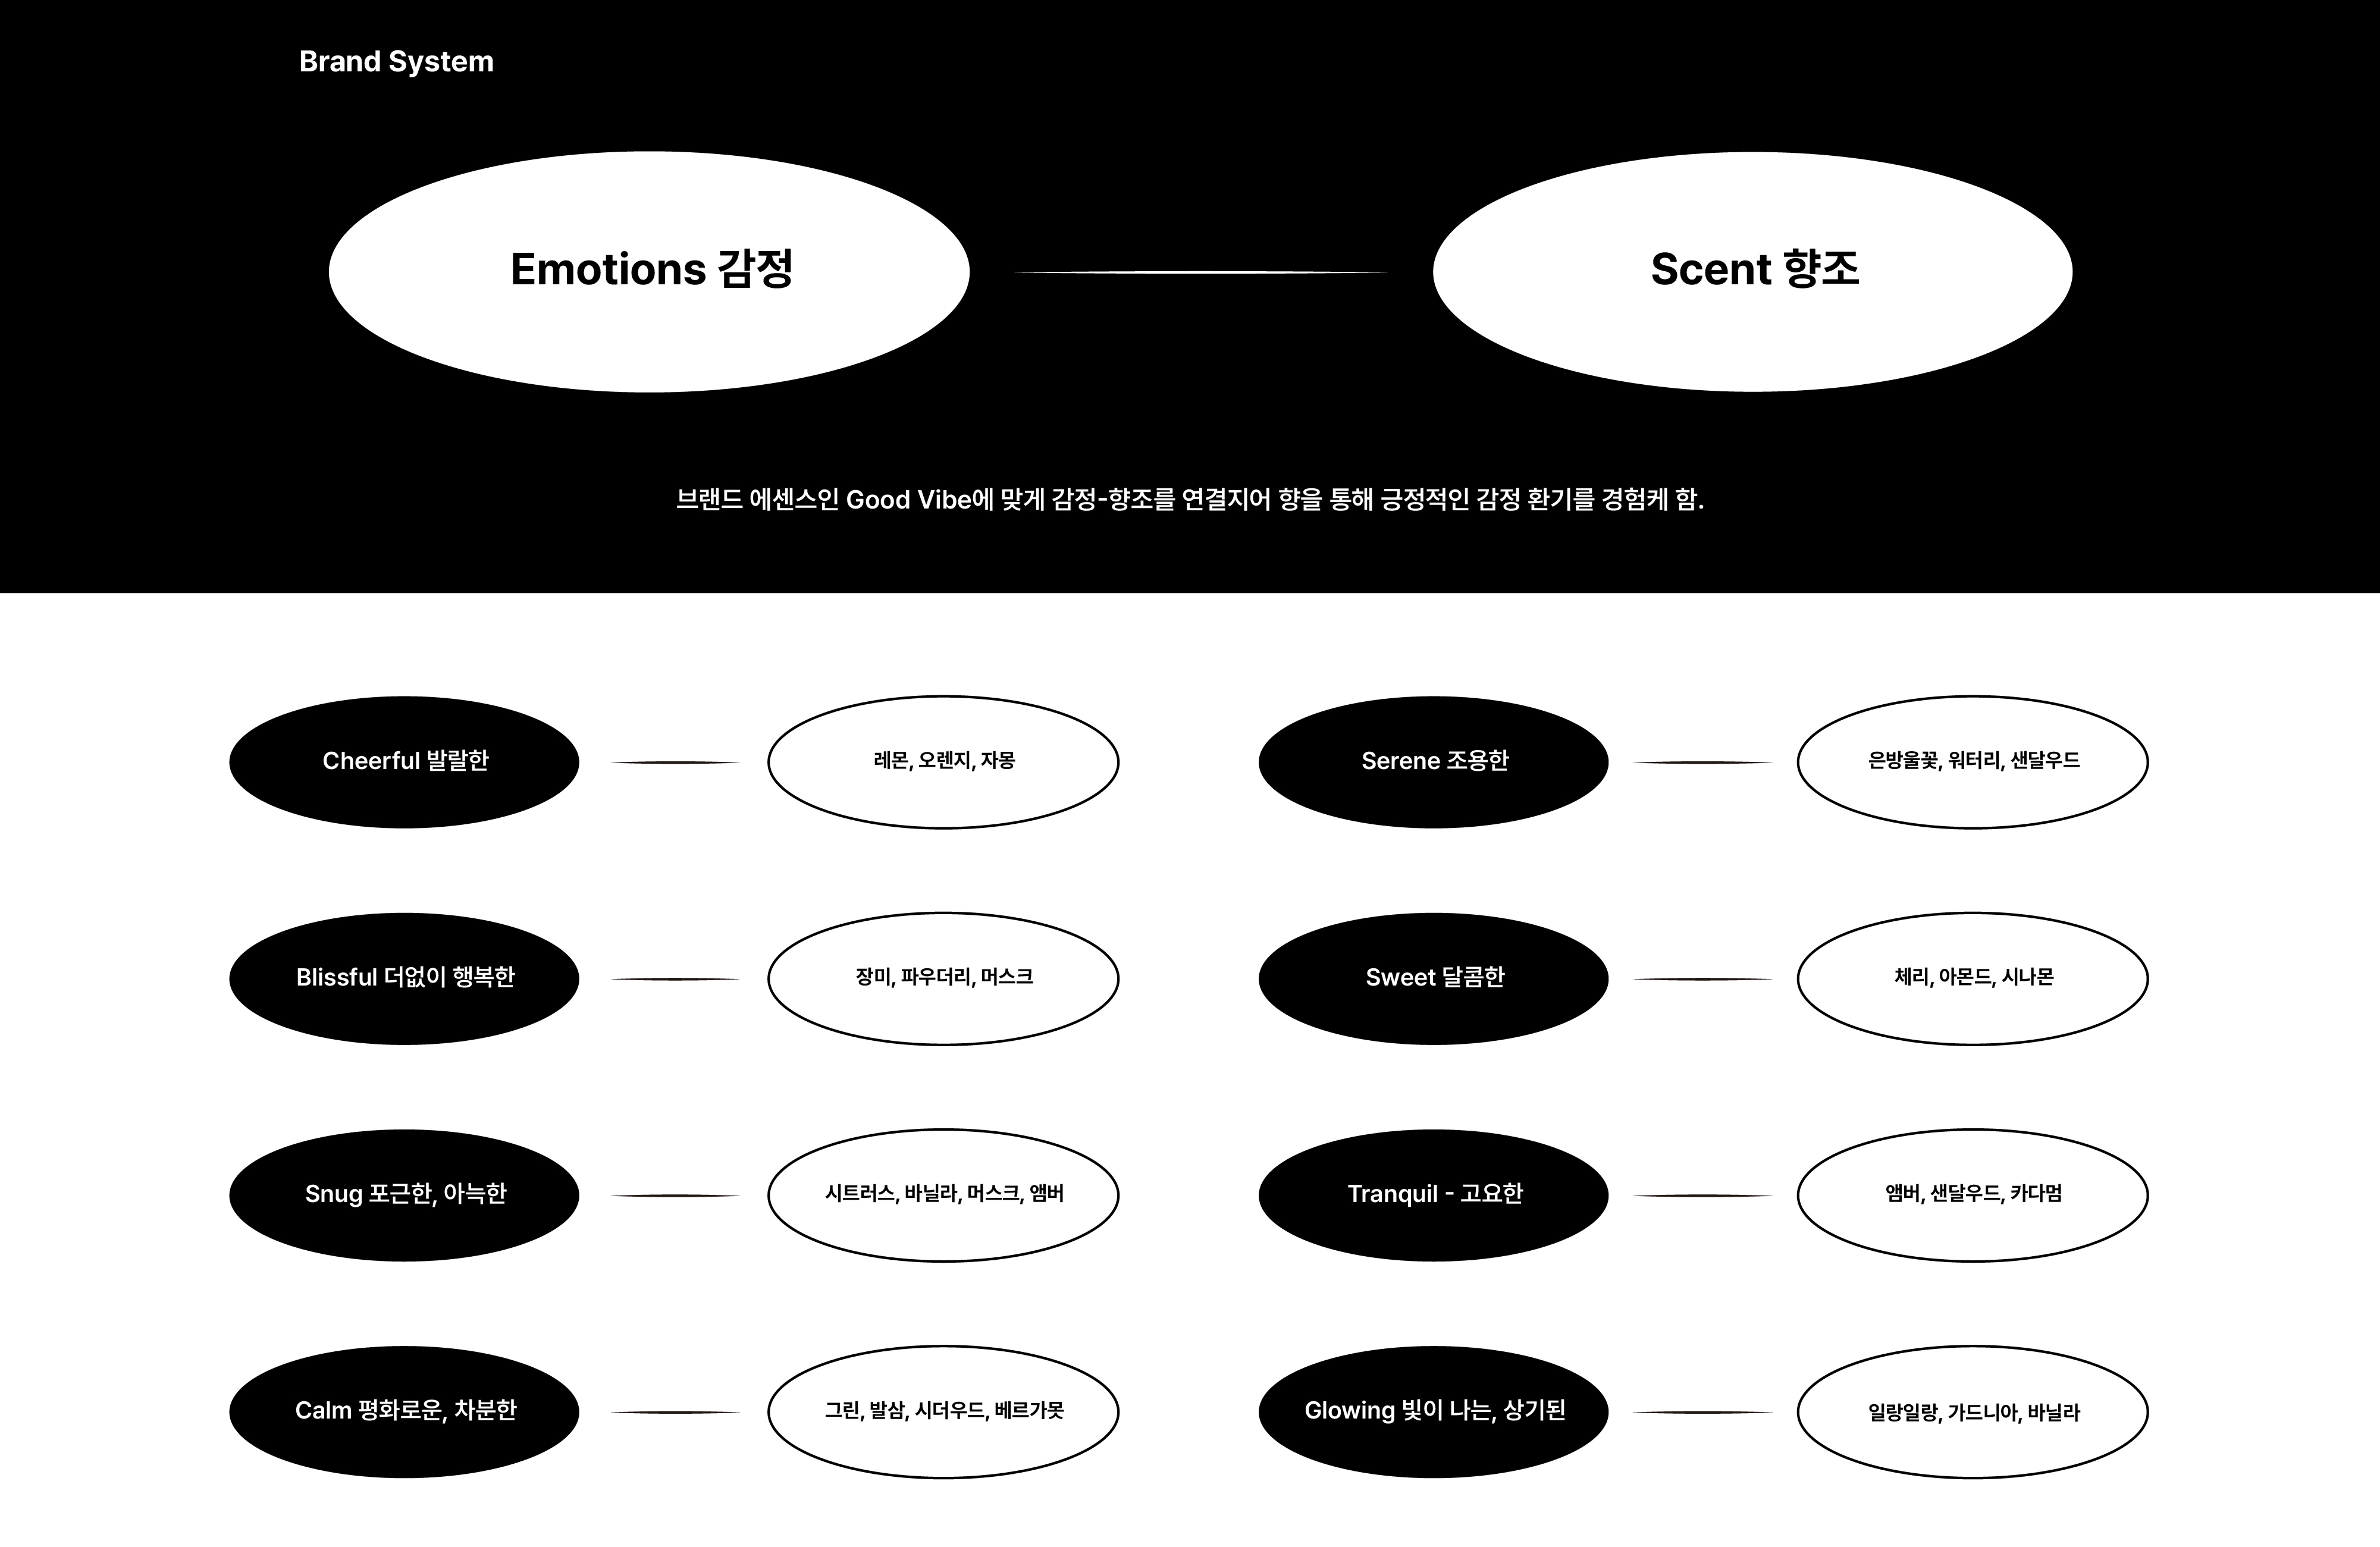 Brand System
Emotions 감정
Scent 향조
브랜드 에센스인 Good Vibe에 맞게 감정-향조를 연결지어 향을 통해 긍정적인 감정 환기를 경험케 함.
Cheerful 발랄한
레몬, 오렌지, 자몽
Serene 조용한
은방울꽃, 워터리, 샌달우드
Blissful 더없이 행복한
장미, 파우더리, 머스크
Sweet 달콤한
체리, 아몬드, 시나몬
Snug 포근한, 아늑한
시트러스, 바닐라, 머스크, 앰버
Tranquil - 고요한
앰버, 샌달우드, 카다멈
Calm 평화로운, 차분한
그린, 발삼, 시더우드, 베르가못
Glowing 빛이 나는, 상기된
일랑일랑, 가드니아, 바닐라